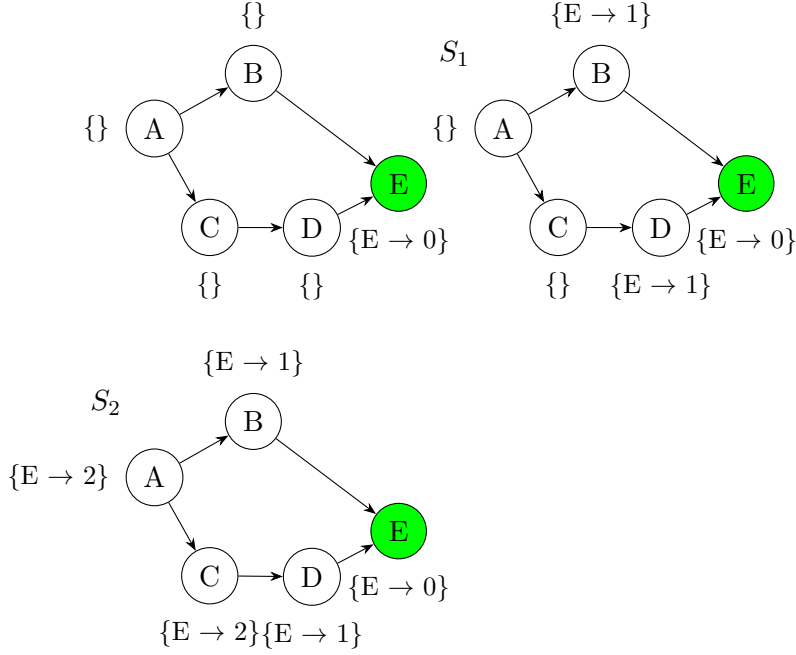 {}
B
{}
A
E
C
D
{E → 0}
{}
{}
S₁
{E → 1}
B
{}
A
E
C
D
{E → 0}
{}
{E → 1}
S₂
{E → 1}
B
{E → 2}
A
E
C
D
{E → 0}
{E → 2}{E → 1}